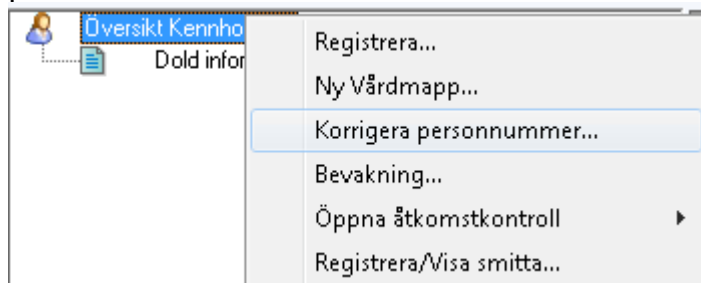 Översikt Kennho
Dold infor
Registrera...
Ny Vårdmapp...
Korrigera personnummer...
Bevakning...
Öppna åtkomstkontroll
Registrera/Visa smitta...